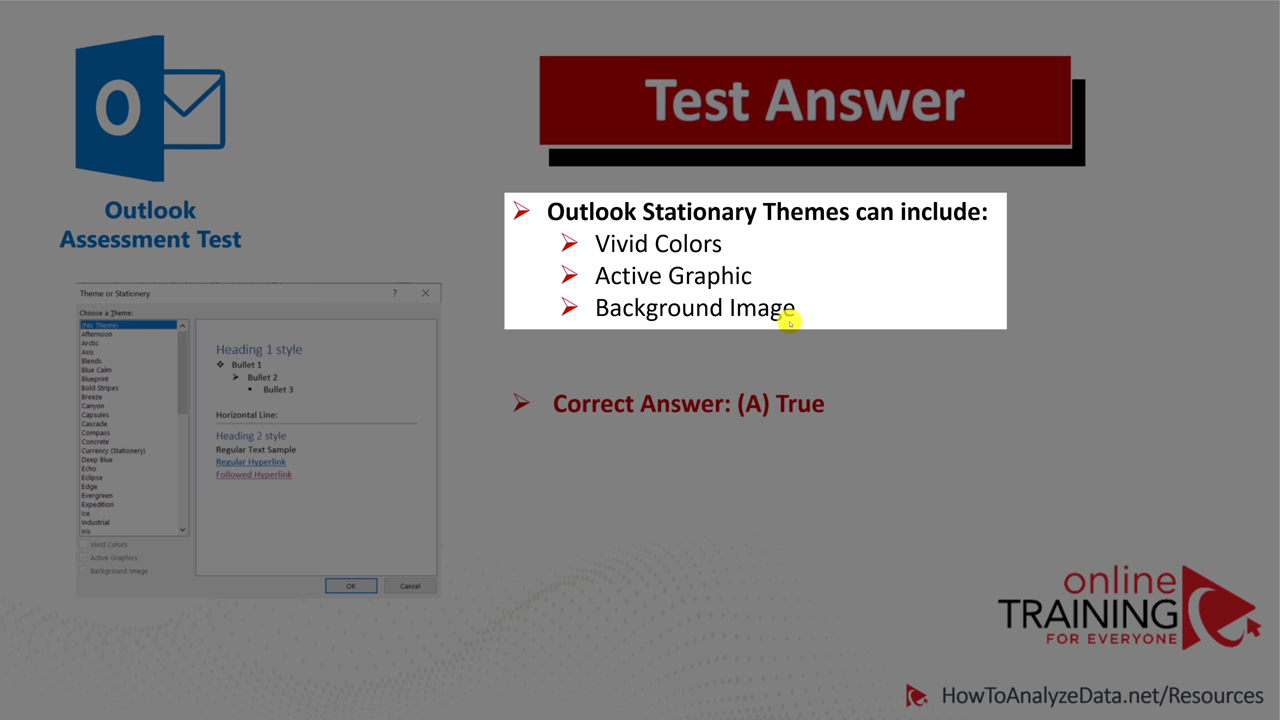 O
Outlook
Assessment Test
Test Answer
Outlook Stationary Themes can include:
Vivid Colors
Active Graphic
Background Image
Correct Answer: (A) True
Theme or Stationery
Choose a Theme:
(No Theme)
Afternoon
Arctic
Axis
Blends
Blue Calm
Blueprint
Bold Stripes
Breeze
Canyon
Capsules
Cascade
Compass
Concrete
Currency (Stationery)
Deep Blue
Echo
Eclipse
Edge
Evergreen
Expedition
Ice
Industrial
Iris
Vivid Colors
Active Graphics
Background Image
Heading 1 style
Bullet 1
Bullet 2
Bullet 3
Horizontal Line:
Heading 2 style
Regular Text Sample
Regular Hyperlink
Followed Hyperlink
OK
Cancel
online
TRAINING
FOR EVERYONE
HowToAnalyzeData.net/Resources